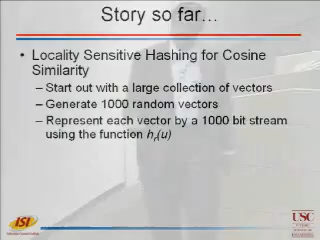 Story so far...
• Locality Sensitive Hashing for Cosine
Similarity
– Start out with a large collection of vectors
– Generate 1000 random vectors
– Represent each vector by a 1000 bit stream
using the function hr(u)
ISI
USC